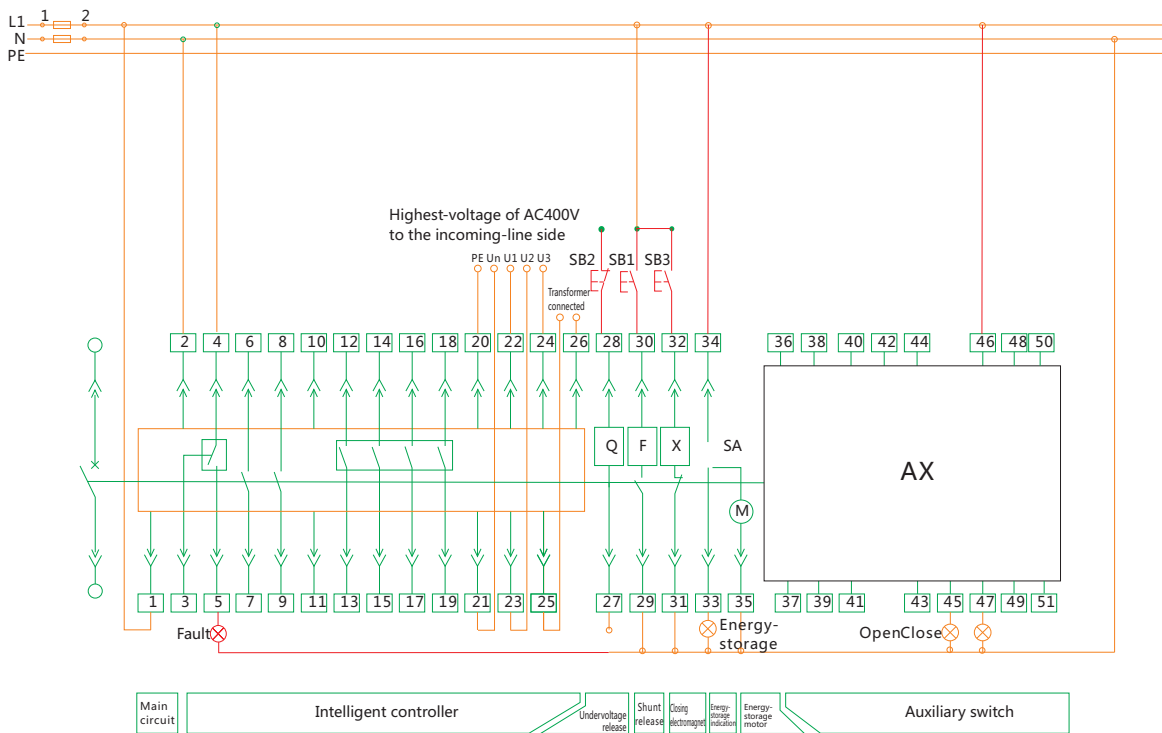 L1 1 2
N
PE
Highest-voltage of AC400V
to the incoming-line side
PE Un U1 U2 U3
SB2 SB1 SB3
Transformer
connected
2 4 6 8 10 12 14 16 18 20 22 24 26 28 30 32 34 36 38 40 42 44 46 48 50
Q F X SA
AX
M
1 3 5 7 9 11 13 15 17 19 21 23 25 27 29 31 33 35 37 39 41 43 45 47 49 51
Fault
Energy-
storage
OpenClose
Main
circuit
Intelligent controller
Undervoltage
release
Shunt
release
Closing
electromagnet
Energy-
storage
indication
Energy-
storage
motor
Auxiliary switch